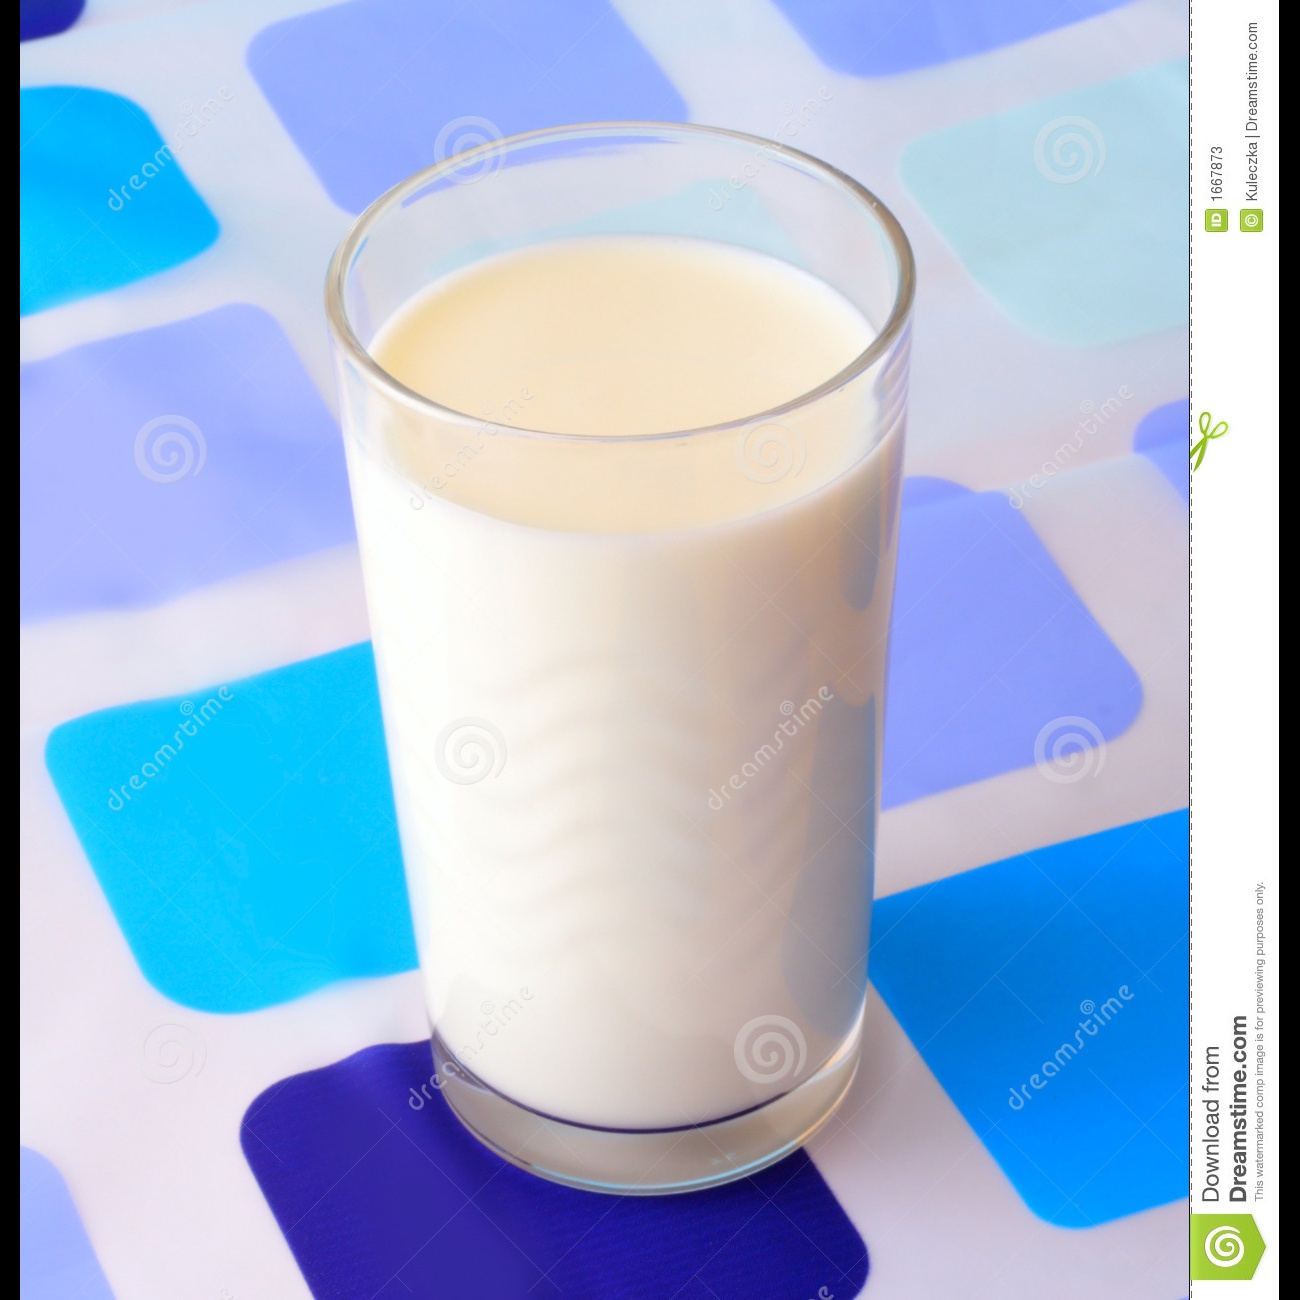 ID 1667873
© Kuleczka | Dreamstime.com
Download from
Dreamstime.com
This watermarked comp image is for previewing purposes only.
dreamstime
dreamstime
dreamstime
dreamstime
dreamstime
dreamstime
dreamstime
dreamstime